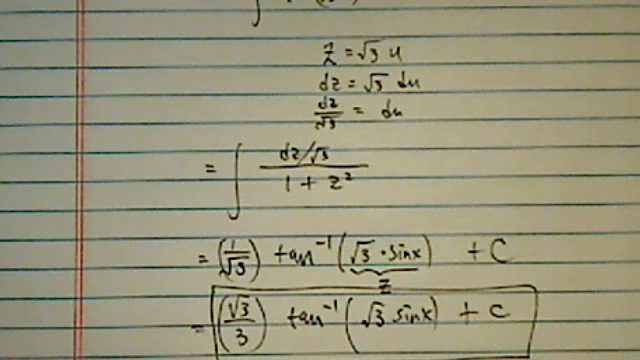 z = √3 u
dz = √3 du
dz/√3 = du
= ∫ (dz/√3)/(1 + z²)
= (1/√3) tan⁻¹(√3 · sinx) + C
z
= (√3/3) tan⁻¹(√3 sinx) + C